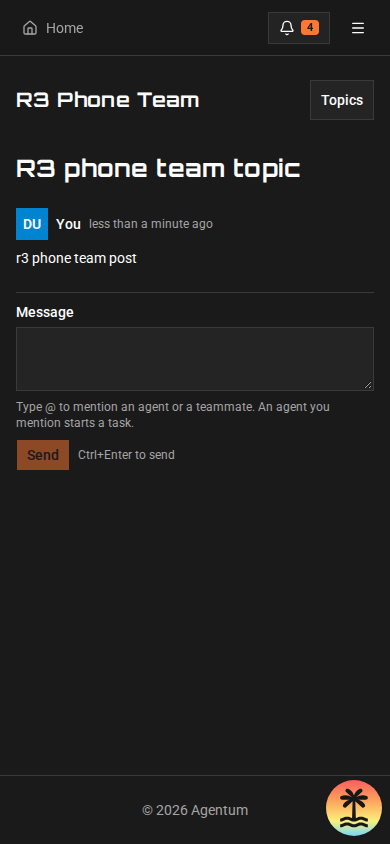 Home
4
R3 Phone Team
Topics
R3 phone team topic
DU You less than a minute ago
r3 phone team post
Message
Type @ to mention an agent or a teammate. An agent you
mention starts a task.
Send Ctrl+Enter to send
© 2026 Agentum